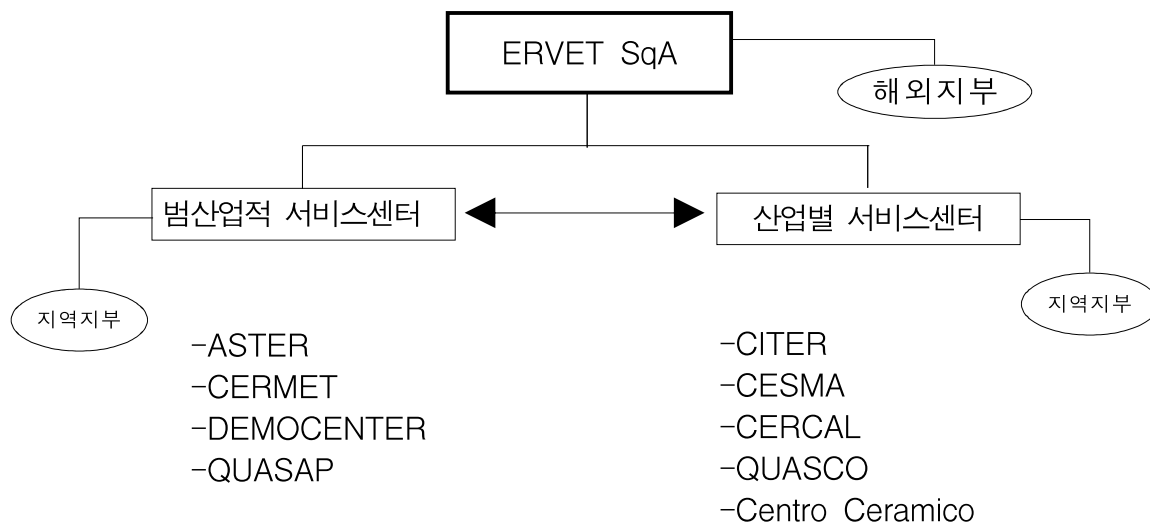 ERVET SqA
해외지부
범산업적 서비스센터
산업별 서비스센터
지역지부
지역지부
-ASTER
-CERMET
-DEMOCENTER
-QUASAP
-CITER
-CESMA
-CERCAL
-QUASCO
-Centro Ceramico